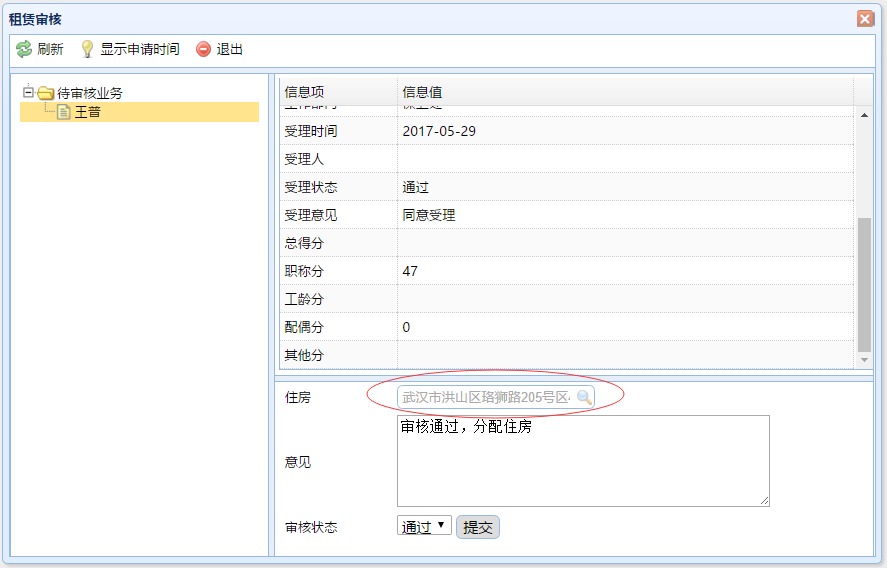 租赁审核
刷新 显示申请时间 退出
待审核业务
王普
信息项 信息值
受理时间 2017-05-29
受理人
受理状态 通过
受理意见 同意受理
总得分
职称分 47
工龄分
配偶分 0
其他分
住房 武汉市洪山区珞狮路205号区
意见 审核通过，分配住房
审核状态 通过 提交